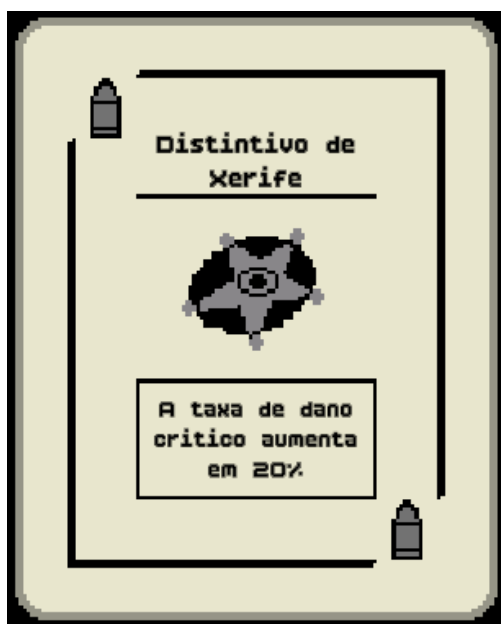 Distintivo de
Xerife
A taxa de dano
critico aumenta
em 20%